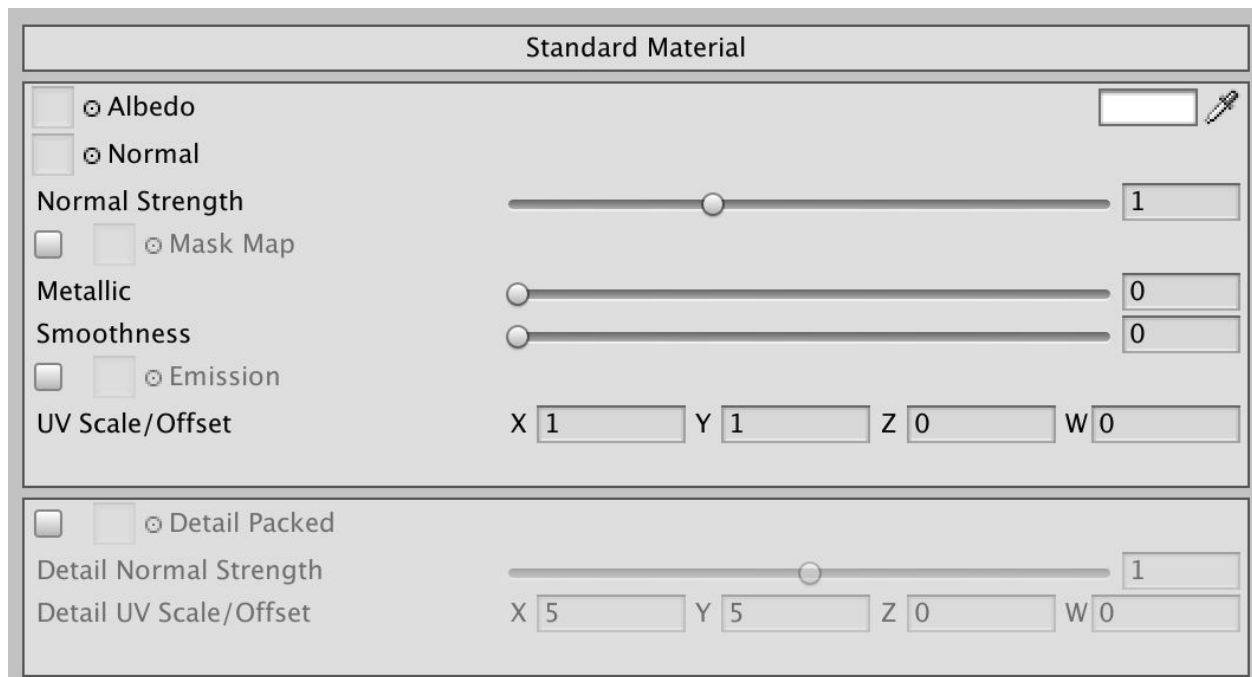 Standard Material
Albedo
Normal
Normal Strength 1
Mask Map
Metallic 0
Smoothness 0
Emission
UV Scale/Offset X 1 Y 1 Z 0 W 0
Detail Packed
Detail Normal Strength 1
Detail UV Scale/Offset X 5 Y 5 Z 0 W 0